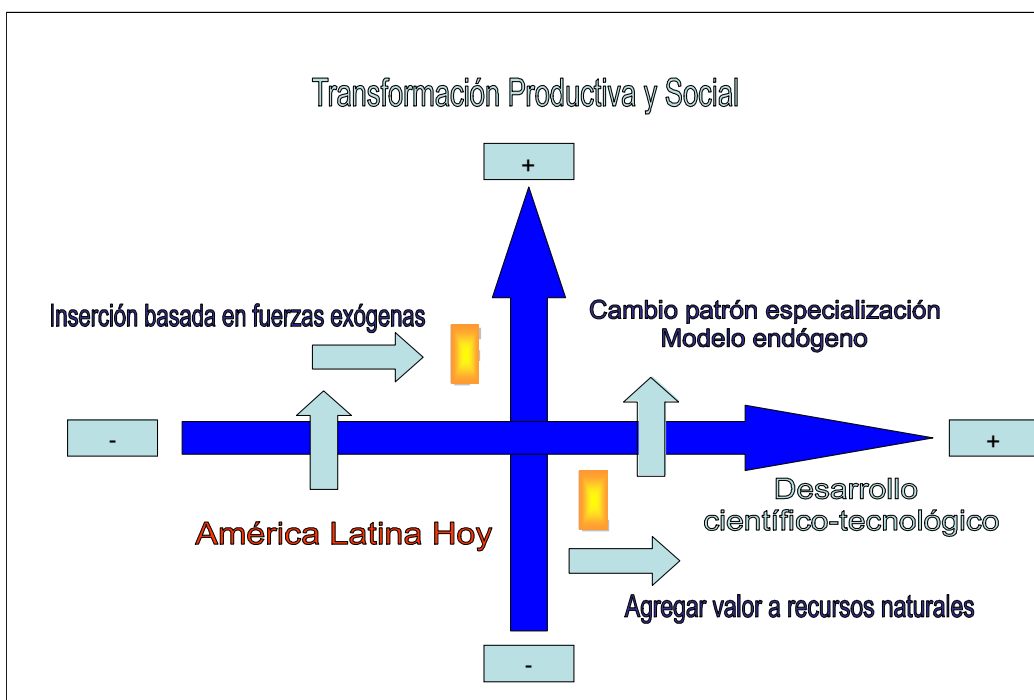 Transformación Productiva y Social
+
Inserción basada en fuerzas exógenas
Cambio patrón especialización
Modelo endógeno
-
+
Desarrollo
científico-tecnológico
América Latina Hoy
Agregar valor a recursos naturales
-